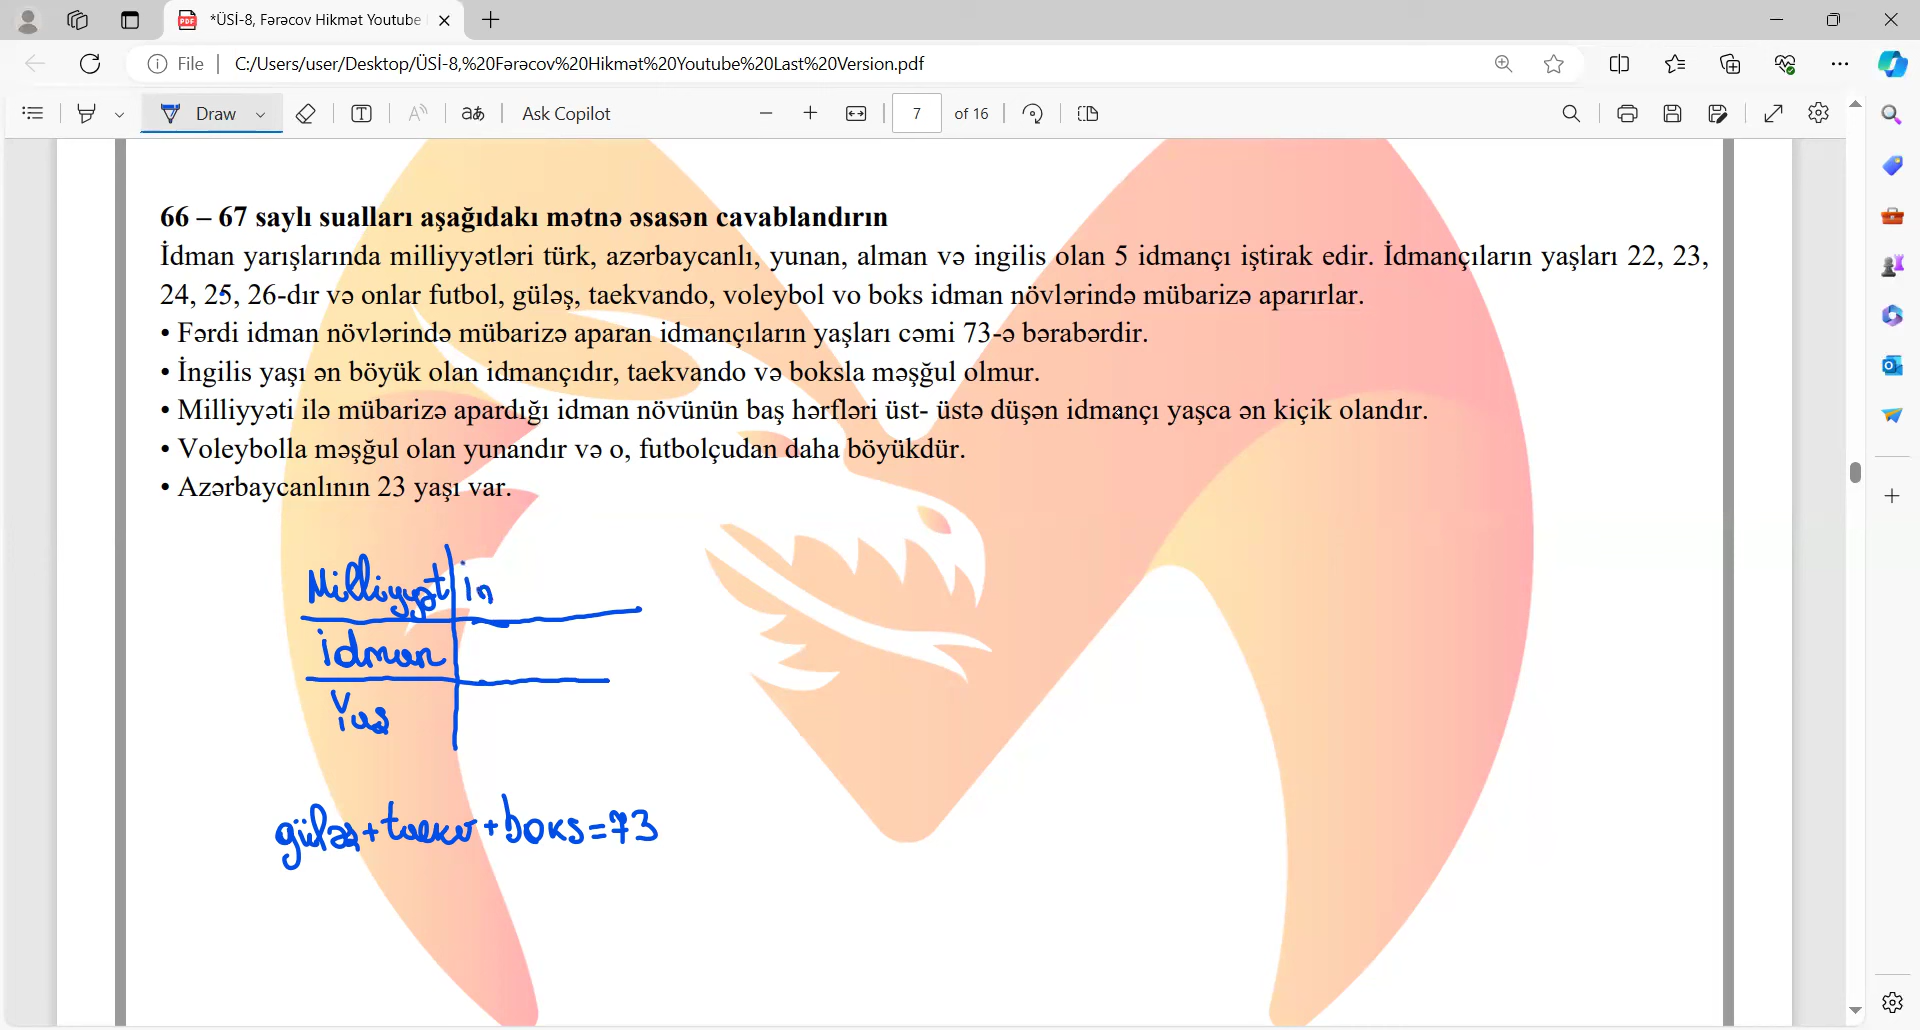 *ÜSİ-8, Fərəcov Hikmət Youtube
File
C:/Users/user/Desktop/ÜSİ-8,%20Fərəcov%20Hikmət%20Youtube%20Last%20Version.pdf
Draw
Ask Copilot
7 of 16
66 – 67 saylı sualları aşağıdakı mətnə əsasən cavablandırın
İdman yarışlarında milliyyətləri türk, azərbaycanlı, yunan, alman və ingilis olan 5 idmançı iştirak edir. İdmançıların yaşları 22, 23,
24, 25, 26-dır və onlar futbol, güləş, taekvando, voleybol vo boks idman növlərində mübarizə aparırlar.
• Fərdi idman növlərində mübarizə aparan idmançıların yaşları cəmi 73-ə bərabərdir.
• İngilis yaşı ən böyük olan idmançıdır, taekvando və boksla məşğul olmur.
• Milliyyəti ilə mübarizə apardığı idman növünün baş hərfləri üst- üstə düşən idmançı yaşca ən kiçik olandır.
• Voleybolla məşğul olan yunandır və o, futbolçudan daha böyükdür.
• Azərbaycanlının 23 yaşı var.
Milliyyət in
idman
Yaş
güləş+taekv+boks=73